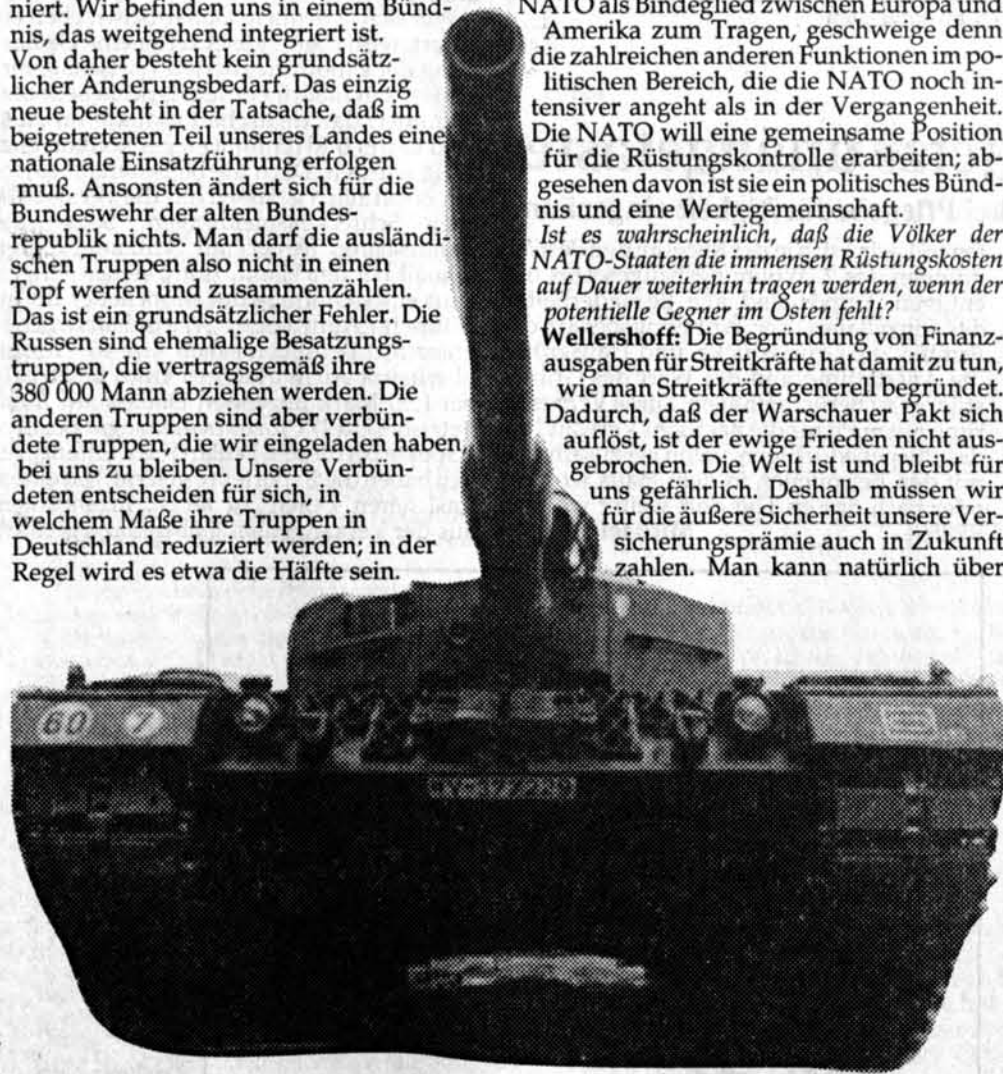 niert. Wir befinden uns in einem Bünd-
nis, das weitgehend integriert ist.
Von daher besteht kein grundsätz-
licher Änderungsbedarf. Das einzig
neue besteht in der Tatsache, daß im
beigetretenen Teil unseres Landes eine
nationale Einsatzführung erfolgen
muß. Ansonsten ändert sich für die
Bundeswehr der alten Bundes-
republik nichts. Man darf die ausländi-
schen Truppen also nicht in einen
Topf werfen und zusammenzählen.
Das ist ein grundsätzlicher Fehler. Die
Russen sind ehemalige Besatzungs-
truppen, die vertragsgemäß ihre
380 000 Mann abziehen werden. Die
anderen Truppen sind aber verbün-
dete Truppen, die wir eingeladen haben,
bei uns zu bleiben. Unsere Verbün-
deten entscheiden für sich, in
welchem Maße ihre Truppen in
Deutschland reduziert werden; in der
Regel wird es etwa die Hälfte sein.
NATO als Bindeglied zwischen Europa und
Amerika zum Tragen, geschweige denn
die zahlreichen anderen Funktionen im po-
litischen Bereich, die die NATO noch in-
tensiver angeht als in der Vergangenheit.
Die NATO will eine gemeinsame Position
für die Rüstungskontrolle erarbeiten; ab-
gesehen davon ist sie ein politisches Bünd-
nis und eine Wertegemeinschaft.
Ist es wahrscheinlich, daß die Völker der
NATO-Staaten die immensen Rüstungskosten
auf Dauer weiterhin tragen werden, wenn der
potentielle Gegner im Osten fehlt?
Wellershoff: Die Begründung von Finanz-
ausgaben für Streitkräfte hat damit zu tun,
wie man Streitkräfte generell begründet.
Dadurch, daß der Warschauer Pakt sich
auflöst, ist der ewige Frieden nicht aus-
gebrochen. Die Welt ist und bleibt für
uns gefährlich. Deshalb müssen wir
für die äußere Sicherheit unsere Ver-
sicherungsprämie auch in Zukunft
zahlen. Man kann natürlich über
60 7